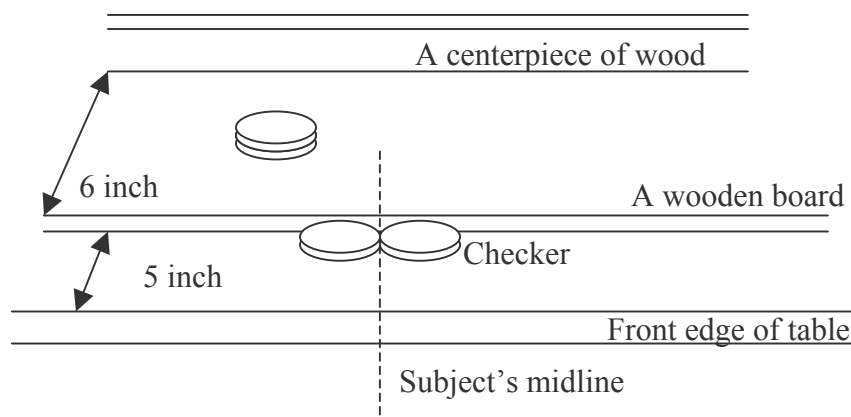 A centerpiece of wood
6 inch
A wooden board
Checker
5 inch
Front edge of table
Subject’s midline